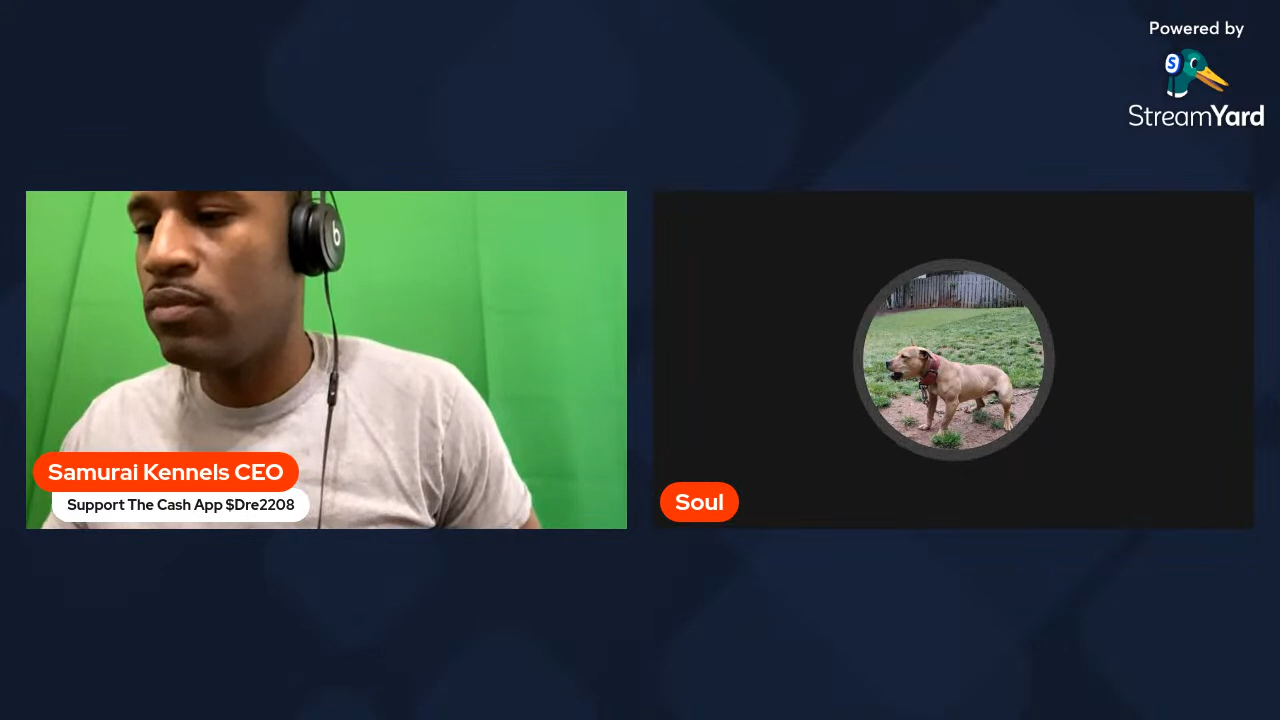 Powered by
S
StreamYard
b
Samurai Kennels CEO
Support The Cash App $Dre2208
Soul